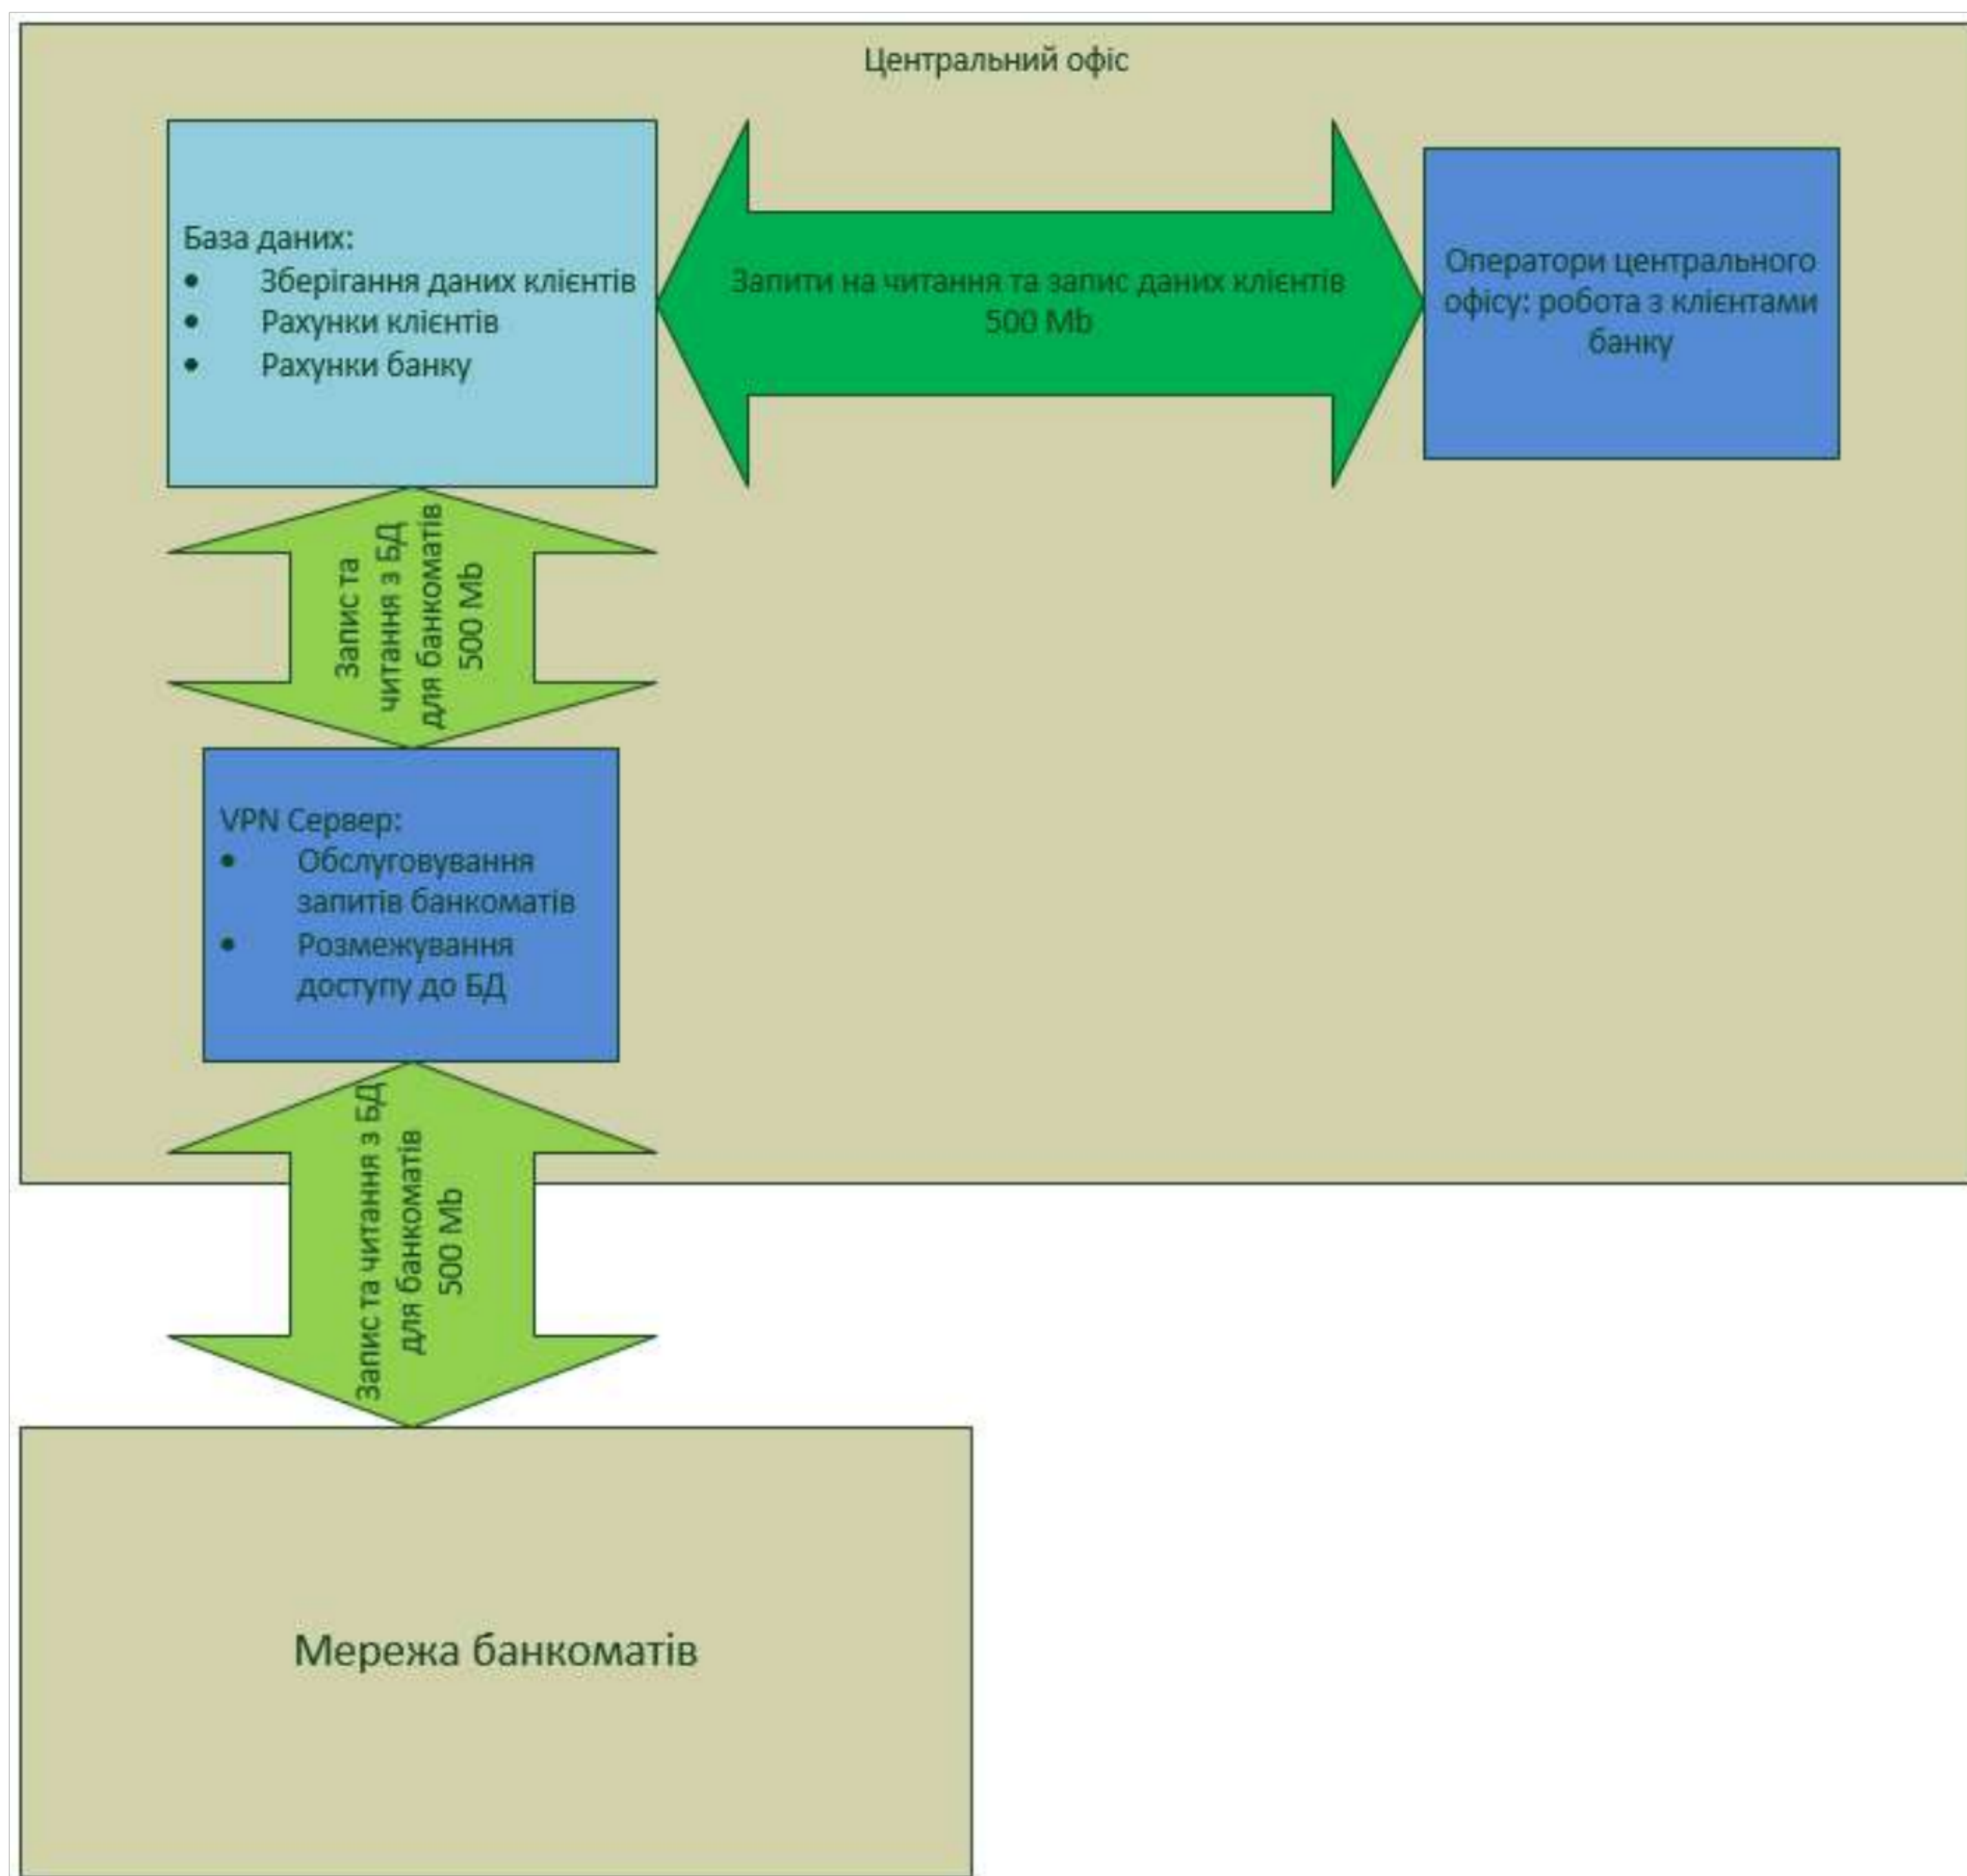 Центральний офіс
База даних:
• Зберігання даних клієнтів
• Рахунки клієнтів
• Рахунки банку
Запити на читання та запис даних клієнтів
500 Mb
Оператори центрального
офісу: робота з клієнтами
банку
Запис та
читання з БД
для банкоматів
500 Mb
VPN Сервер:
• Обслуговування
запитів банкоматів
• Розмежування
доступу до БД
Запис та читання з БД
для банкоматів
500 Mb
Мережа банкоматів